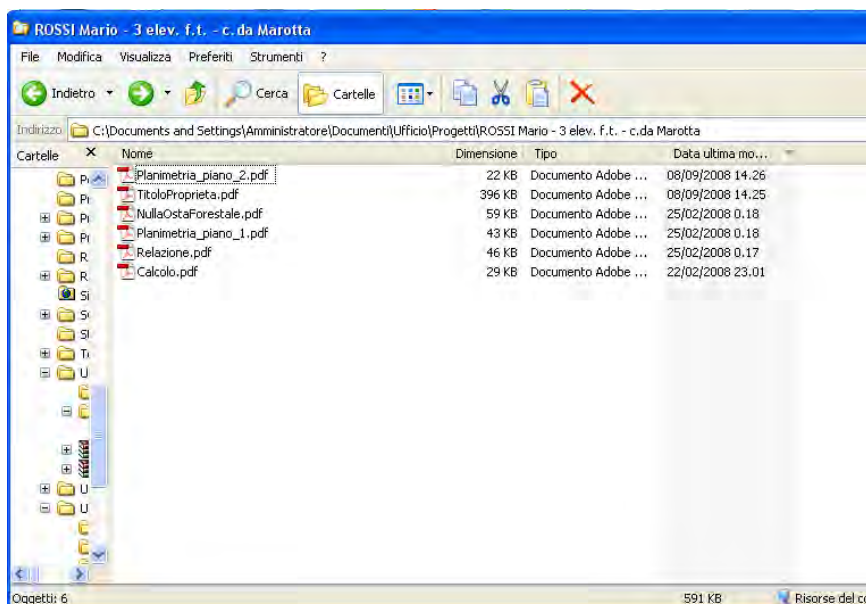 ROSSI Mario - 3 elev. f.t. - c.da Marotta
File Modifica Visualizza Preferiti Strumenti ?
Indietro Cerca Cartelle
Indirizzo C:\Documents and Settings\Amministratore\Documenti\Ufficio\Progetti\ROSSI Mario - 3 elev. f.t. - c.da Marotta
Cartelle Nome Dimensione Tipo Data ultima mo...
Planimetria_piano_2.pdf 22 KB Documento Adobe ... 08/09/2008 14.26
TitoloProprieta.pdf 396 KB Documento Adobe ... 08/09/2008 14.25
NullaOstaForestale.pdf 59 KB Documento Adobe ... 25/02/2008 0.18
Planimetria_piano_1.pdf 43 KB Documento Adobe ... 25/02/2008 0.18
Relazione.pdf 46 KB Documento Adobe ... 25/02/2008 0.17
Calcolo.pdf 29 KB Documento Adobe ... 22/02/2008 23.01
Oggetti: 6 591 KB Risorse del co